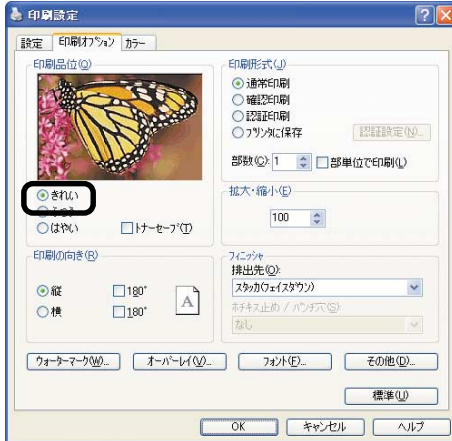 印刷設定
設定 印刷オプション カラー
印刷品位(Q)
きれい
はやい トナーセーブ(T)
印刷形式(J)
通常印刷
確認印刷
認証印刷
プリンタに保存 認証設定(N)...
部数(C): 1 部単位で印刷(L)
拡大・縮小(E)
100
印刷の向き(R)
縦 180°
横 180°
A
フィニッシャ
排出先(O):
スタッカ(フェイスダウン)
ホチキス止め / パンチ穴(S):
なし
ウォーターマーク(W)... オーバーレイ(V)... フォント(F)... その他(D)...
標準(U)
OK キャンセル ヘルプ